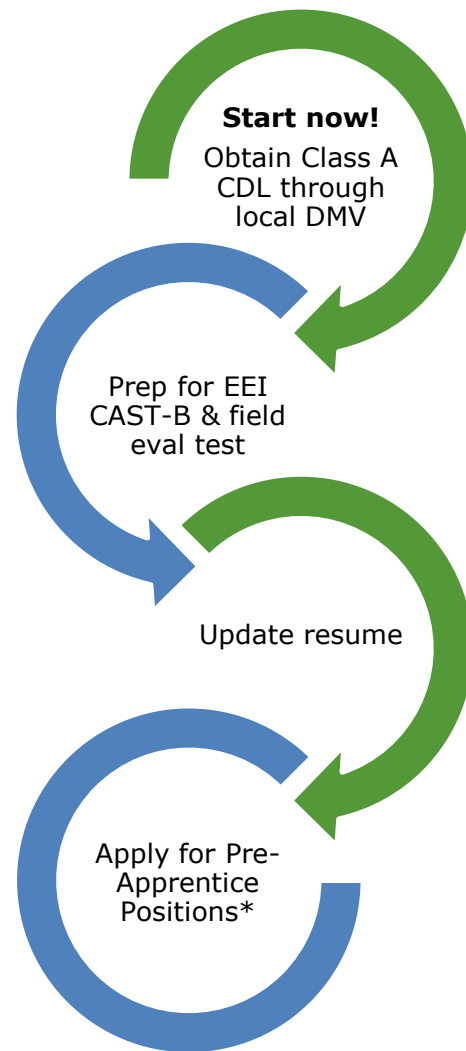 Start now!
Obtain Class A
CDL through
local DMV
Prep for EEI
CAST-B & field
eval test
Update resume
Apply for Pre-
Apprentice
Positions*